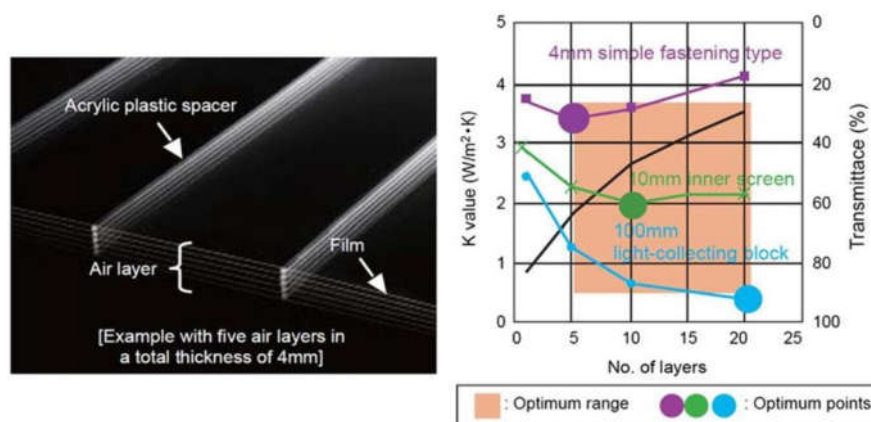 Acrylic plastic spacer
Film
Air layer
[Example with five air layers in
a total thickness of 4mm]
K value (W/m²•K)
5
4
3
2
1
0
4mm simple fastening type
10mm inner screen
100mm
light-collecting block
0
20
40
60
80
100
Transmittace (%)
0
5
10
15
20
25
No. of layers
: Optimum range
: Optimum points